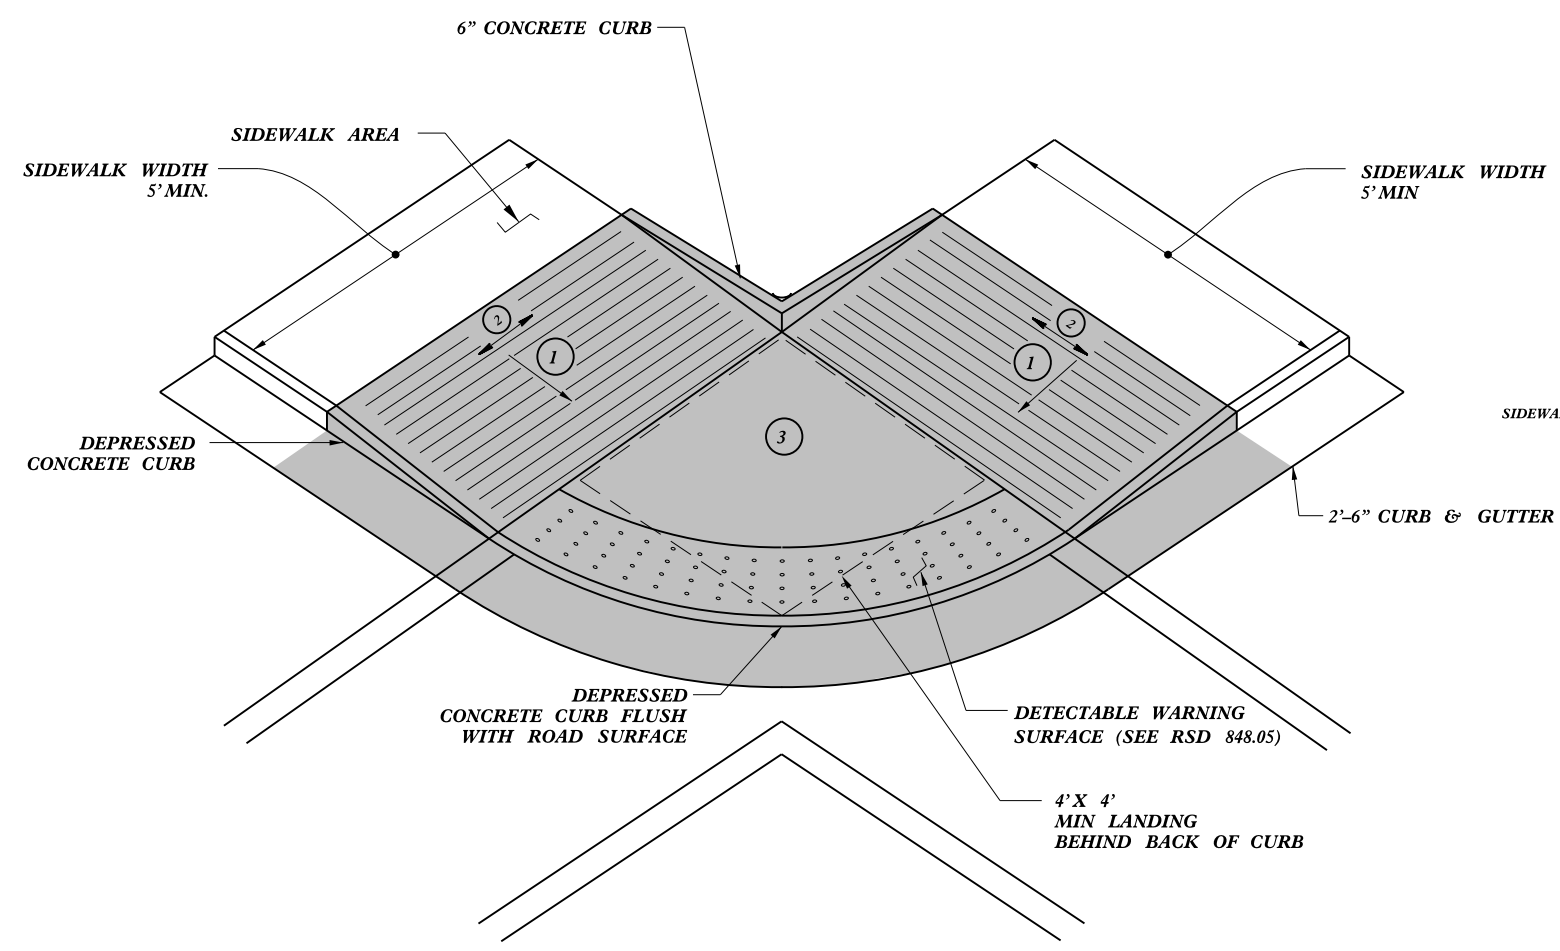 6” CONCRETE CURB
SIDEWALK AREA
SIDEWALK WIDTH
5’ MIN.
SIDEWALK WIDTH
5’ MIN
2
1
2
1
3
SIDEWA
DEPRESSED
CONCRETE CURB
2’–6” CURB & GUTTER
DEPRESSED
CONCRETE CURB FLUSH
WITH ROAD SURFACE
DETECTABLE WARNING
SURFACE (SEE RSD 848.05)
4’ X 4’
MIN LANDING
BEHIND BACK OF CURB